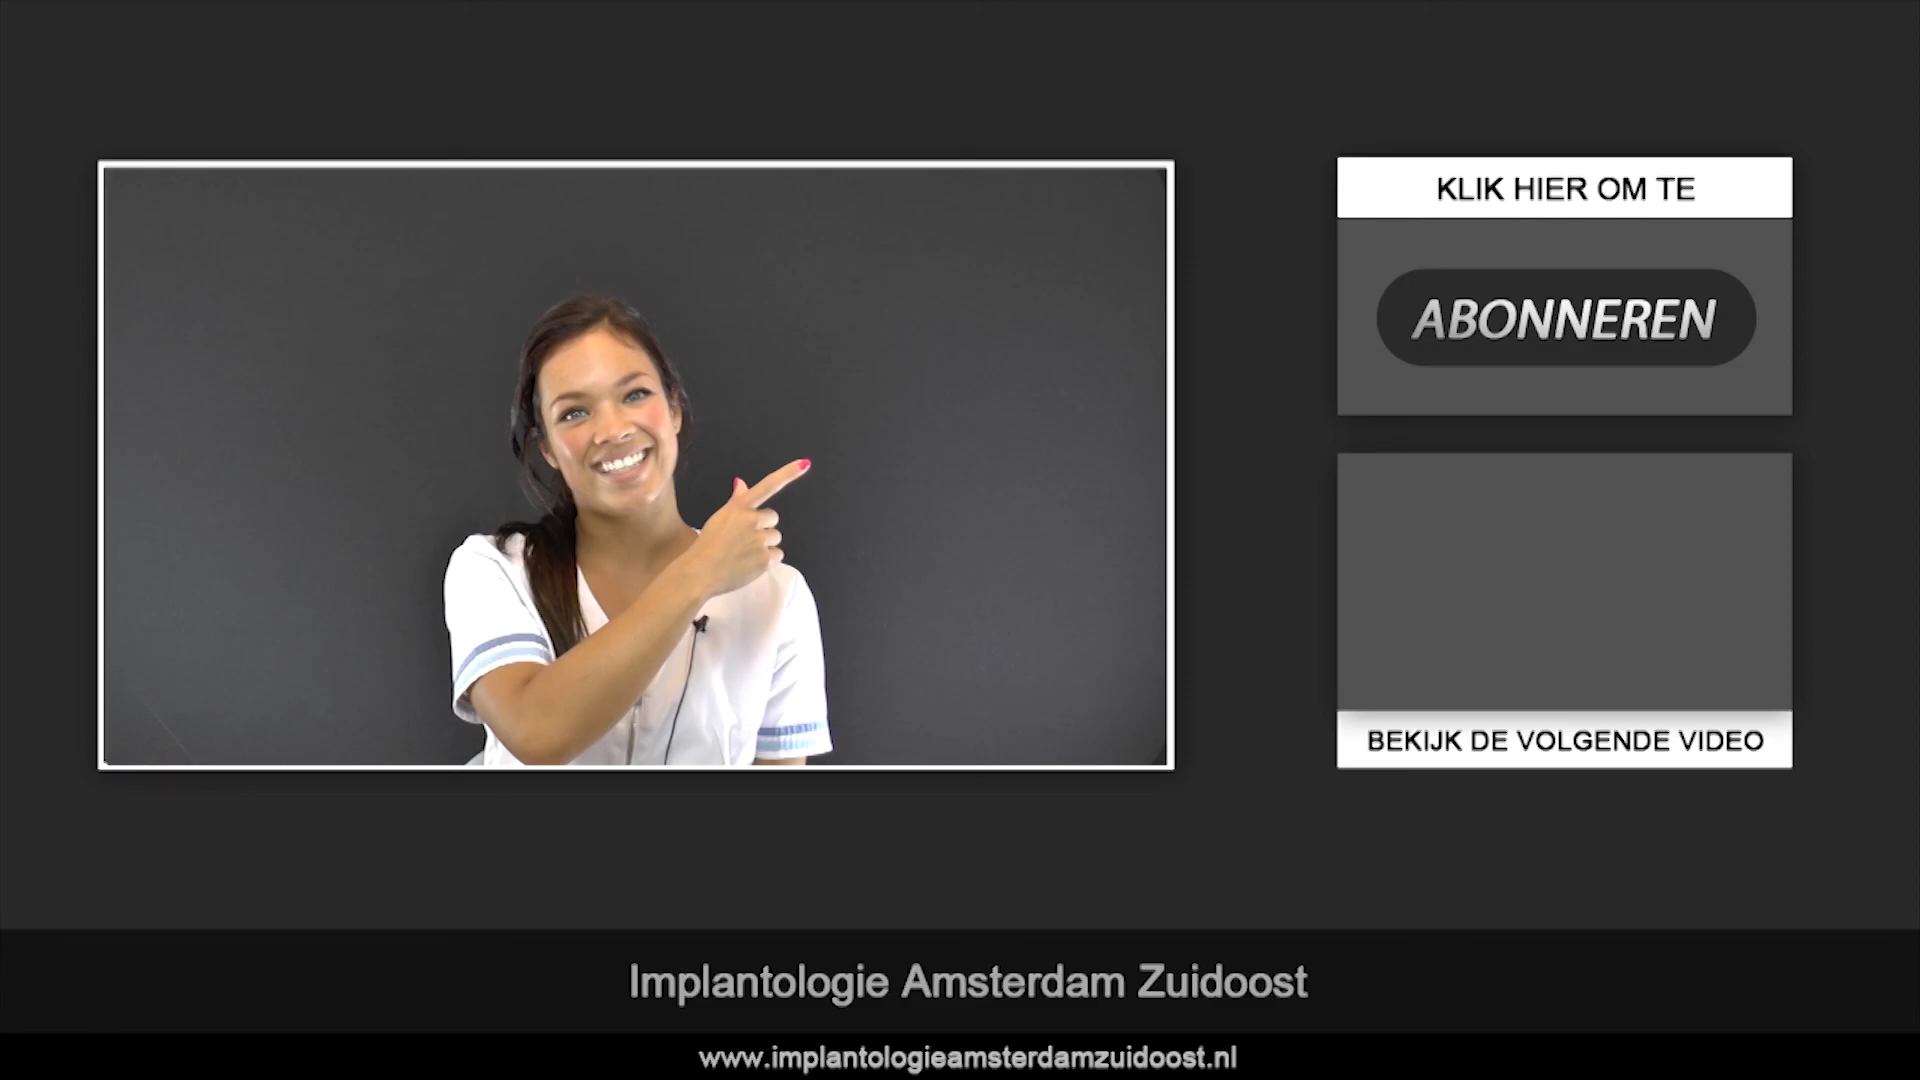 KLIK HIER OM TE
ABONNEREN
BEKIJK DE VOLGENDE VIDEO
Implantologie Amsterdam Zuidoost
www.implantologieamsterdamzuidoost.nl